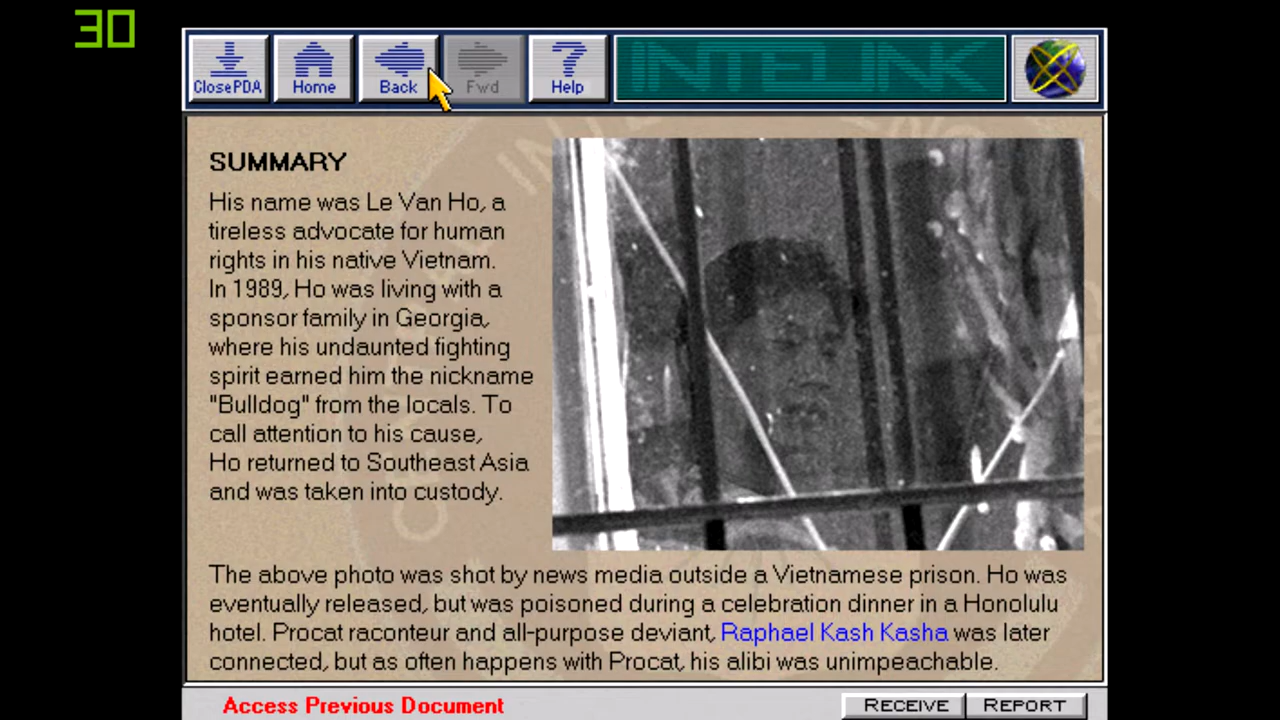 30
INTELINK
ClosePDA
Home
Back
Fwd
Help
SUMMARY
His name was Le Van Ho, a
tireless advocate for human
rights in his native Vietnam.
In 1989, Ho was living with a
sponsor family in Georgia,
where his undaunted fighting
spirit earned him the nickname
"Bulldog" from the locals. To
call attention to his cause,
Ho returned to Southeast Asia
and was taken into custody.
The above photo was shot by news media outside a Vietnamese prison. Ho was
eventually released, but was poisoned during a celebration dinner in a Honolulu
hotel. Procat raconteur and all-purpose deviant, Raphael Kash Kasha was later
connected, but as often happens with Procat, his alibi was unimpeachable.
Access Previous Document
RECEIVE
REPORT